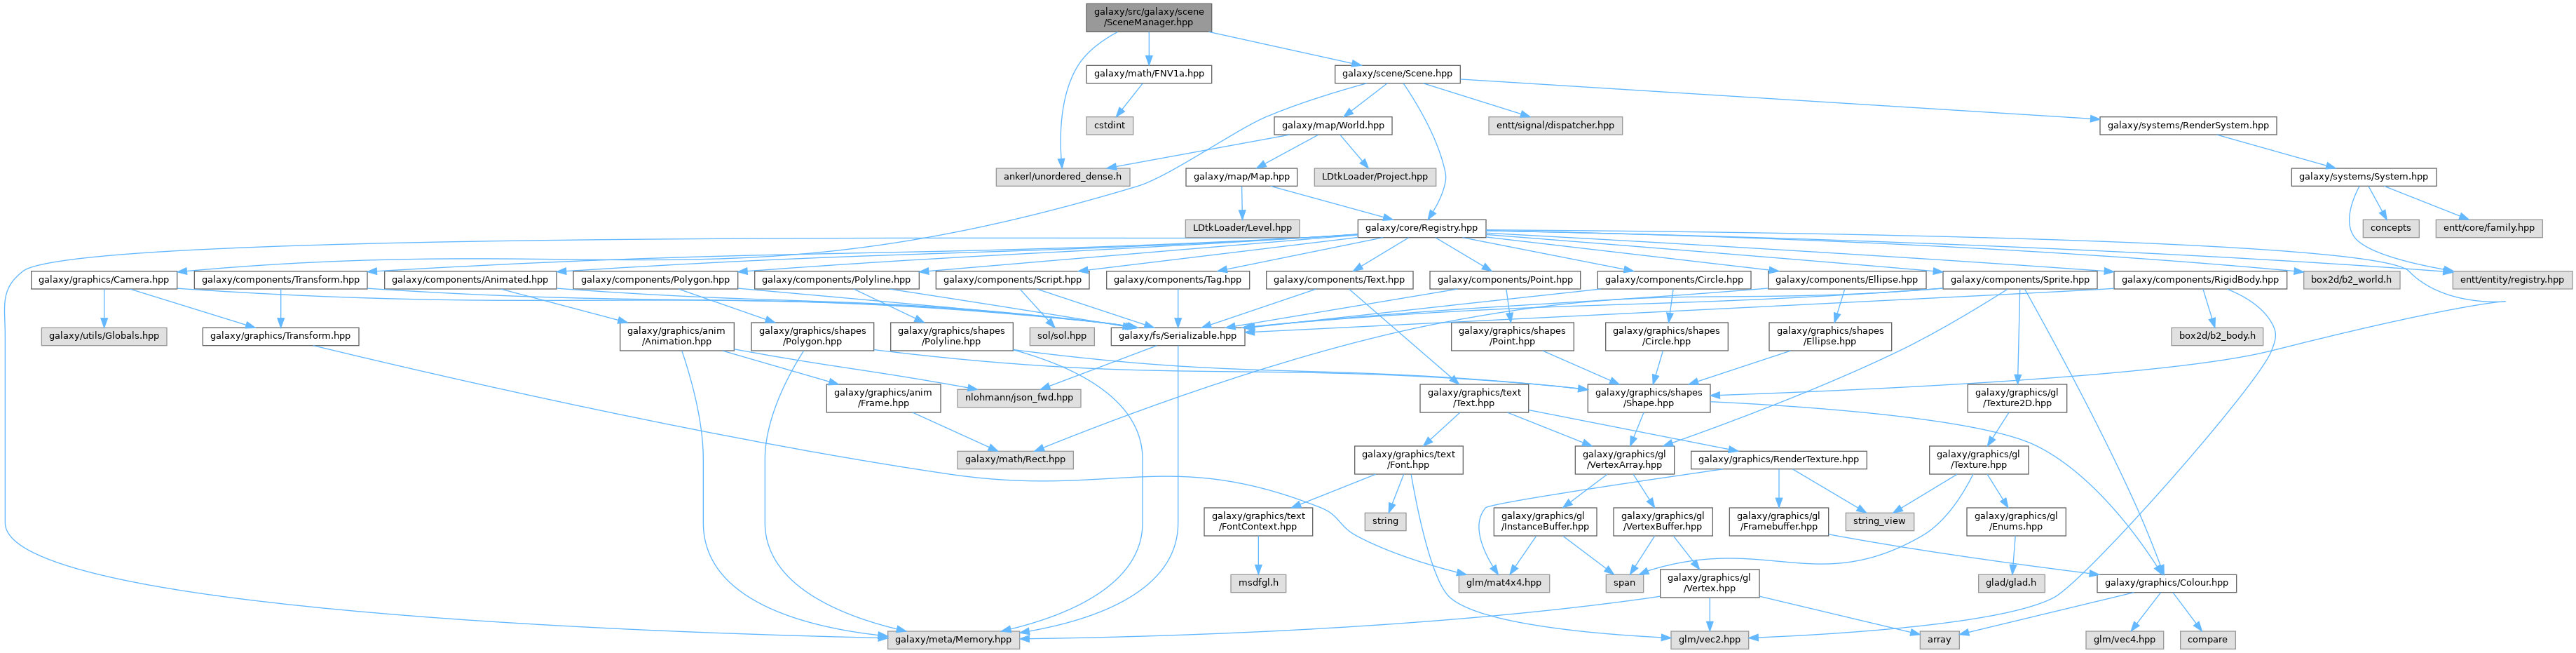 galaxy/src/galaxy/scene
/SceneManager.hpp
galaxy/math/FNV1a.hpp
galaxy/scene/Scene.hpp
cstdint
galaxy/map/World.hpp
entt/signal/dispatcher.hpp
galaxy/systems/RenderSystem.hpp
ankerl/unordered_dense.h
galaxy/map/Map.hpp
LDtkLoader/Project.hpp
galaxy/systems/System.hpp
LDtkLoader/Level.hpp
galaxy/core/Registry.hpp
concepts
entt/core/family.hpp
galaxy/graphics/Camera.hpp
galaxy/components/Transform.hpp
galaxy/components/Animated.hpp
galaxy/components/Polygon.hpp
galaxy/components/Polyline.hpp
galaxy/components/Script.hpp
galaxy/components/Tag.hpp
galaxy/components/Text.hpp
galaxy/components/Point.hpp
galaxy/components/Circle.hpp
galaxy/components/Ellipse.hpp
galaxy/components/Sprite.hpp
galaxy/components/RigidBody.hpp
box2d/b2_world.h
entt/entity/registry.hpp
galaxy/utils/Globals.hpp
galaxy/graphics/Transform.hpp
galaxy/graphics/anim
/Animation.hpp
galaxy/graphics/shapes
/Polygon.hpp
galaxy/graphics/shapes
/Polyline.hpp
sol/sol.hpp
galaxy/fs/Serializable.hpp
galaxy/graphics/shapes
/Point.hpp
galaxy/graphics/shapes
/Circle.hpp
galaxy/graphics/shapes
/Ellipse.hpp
box2d/b2_body.h
galaxy/graphics/anim
/Frame.hpp
nlohmann/json_fwd.hpp
galaxy/graphics/text
/Text.hpp
galaxy/graphics/shapes
/Shape.hpp
galaxy/graphics/gl
/Texture2D.hpp
galaxy/math/Rect.hpp
galaxy/graphics/text
/Font.hpp
galaxy/graphics/gl
/VertexArray.hpp
galaxy/graphics/RenderTexture.hpp
galaxy/graphics/gl
/Texture.hpp
galaxy/graphics/text
/FontContext.hpp
string
galaxy/graphics/gl
/InstanceBuffer.hpp
galaxy/graphics/gl
/VertexBuffer.hpp
galaxy/graphics/gl
/Framebuffer.hpp
string_view
galaxy/graphics/gl
/Enums.hpp
msdfgl.h
glm/mat4x4.hpp
span
galaxy/graphics/gl
/Vertex.hpp
glad/glad.h
galaxy/graphics/Colour.hpp
galaxy/meta/Memory.hpp
glm/vec2.hpp
array
glm/vec4.hpp
compare